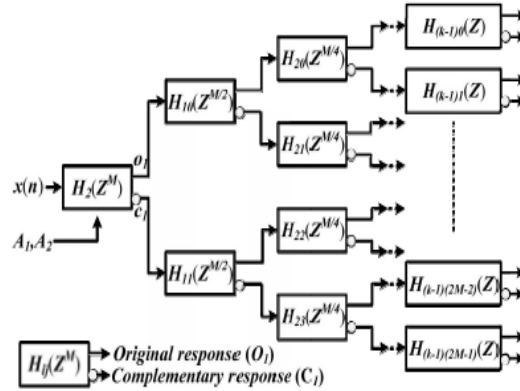 H(k-1)0(Z)
H20(Z^M/4)
H10(Z^M/2)
H(k-1)1(Z)
H21(Z^M/4)
o1
x(n)
H2(Z^M)
c1
A1,A2
H22(Z^M/4)
H11(Z^M/2)
H23(Z^M/4)
H(k-1)(2M-2)(Z)
H(k-1)(2M-1)(Z)
Hij(Z^M)
Original response (O1)
Complementary response (C1)